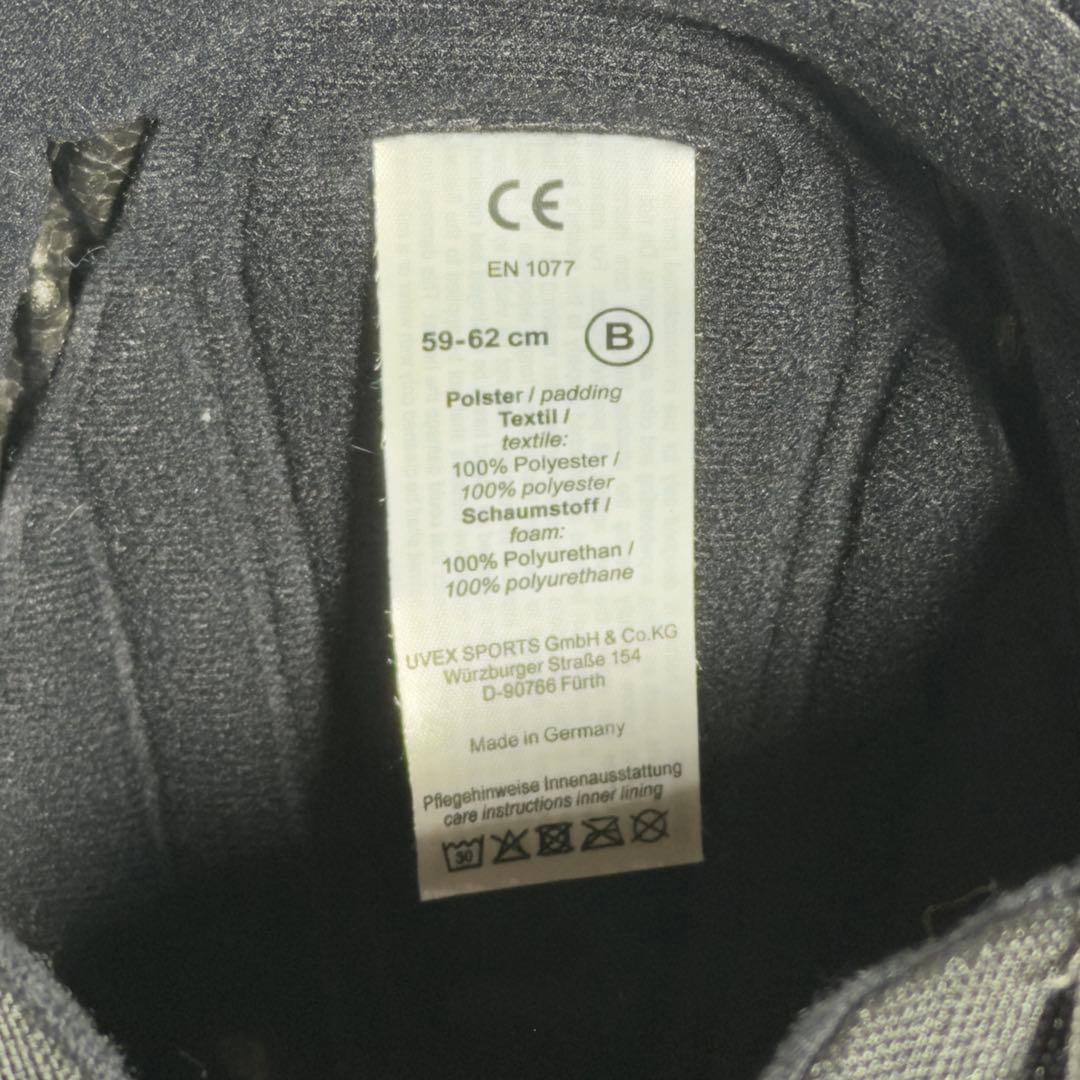 CE
EN 1077
59-62 cm B
Polster / padding
Textil /
textile:
100% Polyester /
100% polyester
Schaumstoff /
foam:
100% Polyurethan /
100% polyurethane
UVEX SPORTS GmbH & Co.KG
Würzburger Straße 154
D-90766 Fürth
Made in Germany
Pflegehinweise Innenausstattung
care instructions inner lining
30